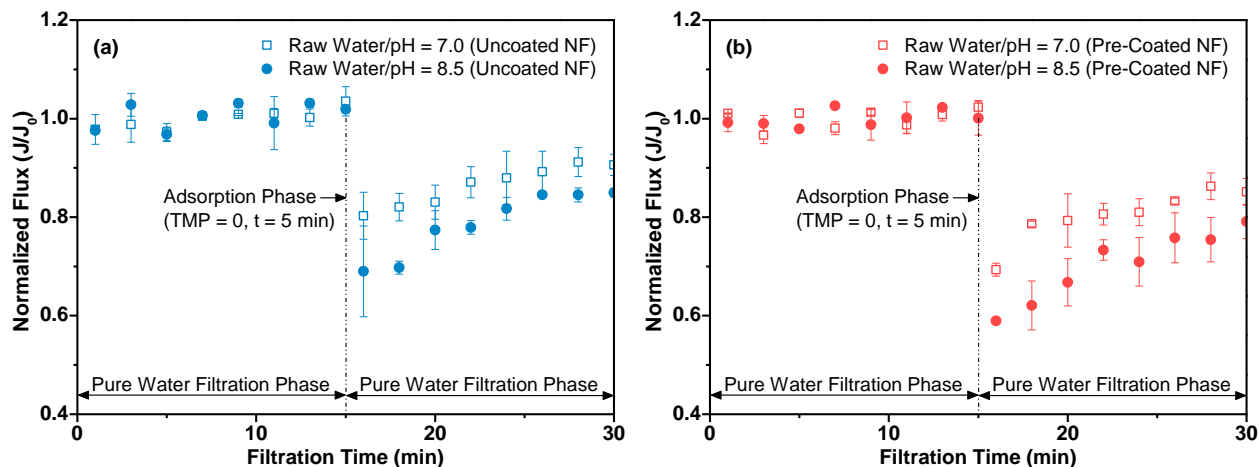 (a)
Raw Water/pH = 7.0 (Uncoated NF)
Raw Water/pH = 8.5 (Uncoated NF)
Normalized Flux (J/J₀)
1.2
1.0
0.8
0.6
0.4
Adsorption Phase
(TMP = 0, t = 5 min)
Pure Water Filtration Phase
Pure Water Filtration Phase
0
10
20
30
Filtration Time (min)
(b)
Raw Water/pH = 7.0 (Pre-Coated NF)
Raw Water/pH = 8.5 (Pre-Coated NF)
Normalized Flux (J/J₀)
1.2
1.0
0.8
0.6
0.4
Adsorption Phase
(TMP = 0, t = 5 min)
Pure Water Filtration Phase
Pure Water Filtration Phase
0
10
20
30
Filtration Time (min)